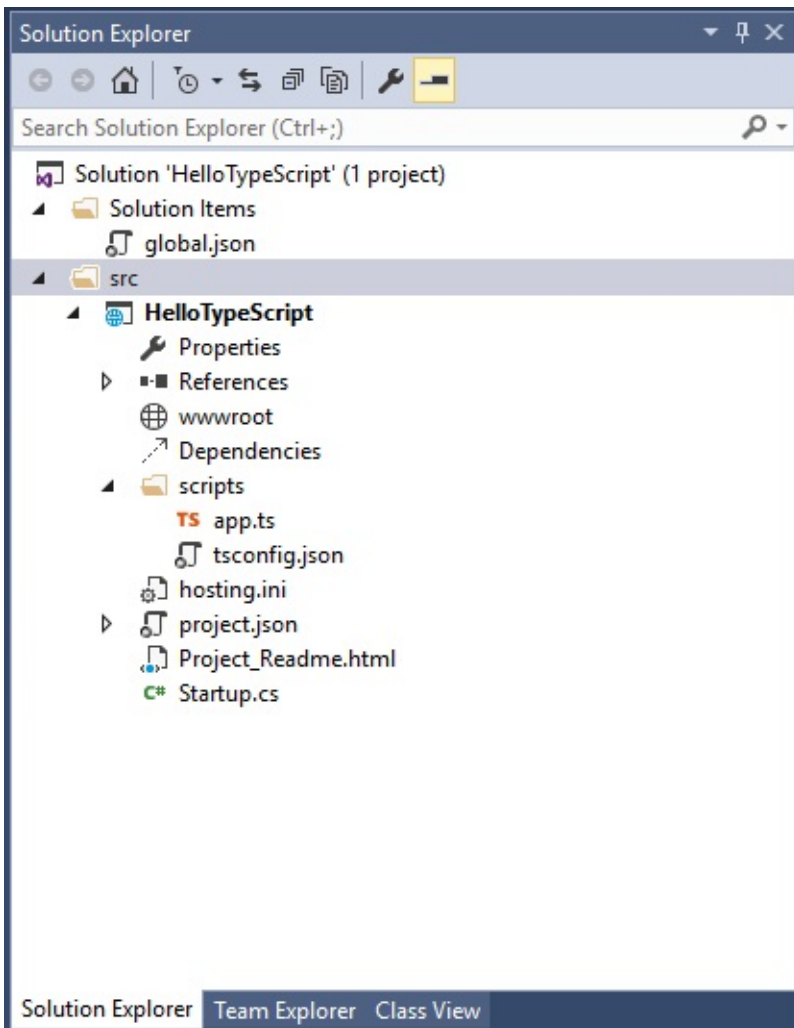 Solution Explorer
Search Solution Explorer (Ctrl+;)
Solution 'HelloTypeScript' (1 project)
Solution Items
global.json
src
HelloTypeScript
Properties
References
wwwroot
Dependencies
scripts
TS app.ts
tsconfig.json
hosting.ini
project.json
Project_Readme.html
C# Startup.cs
Solution Explorer Team Explorer Class View